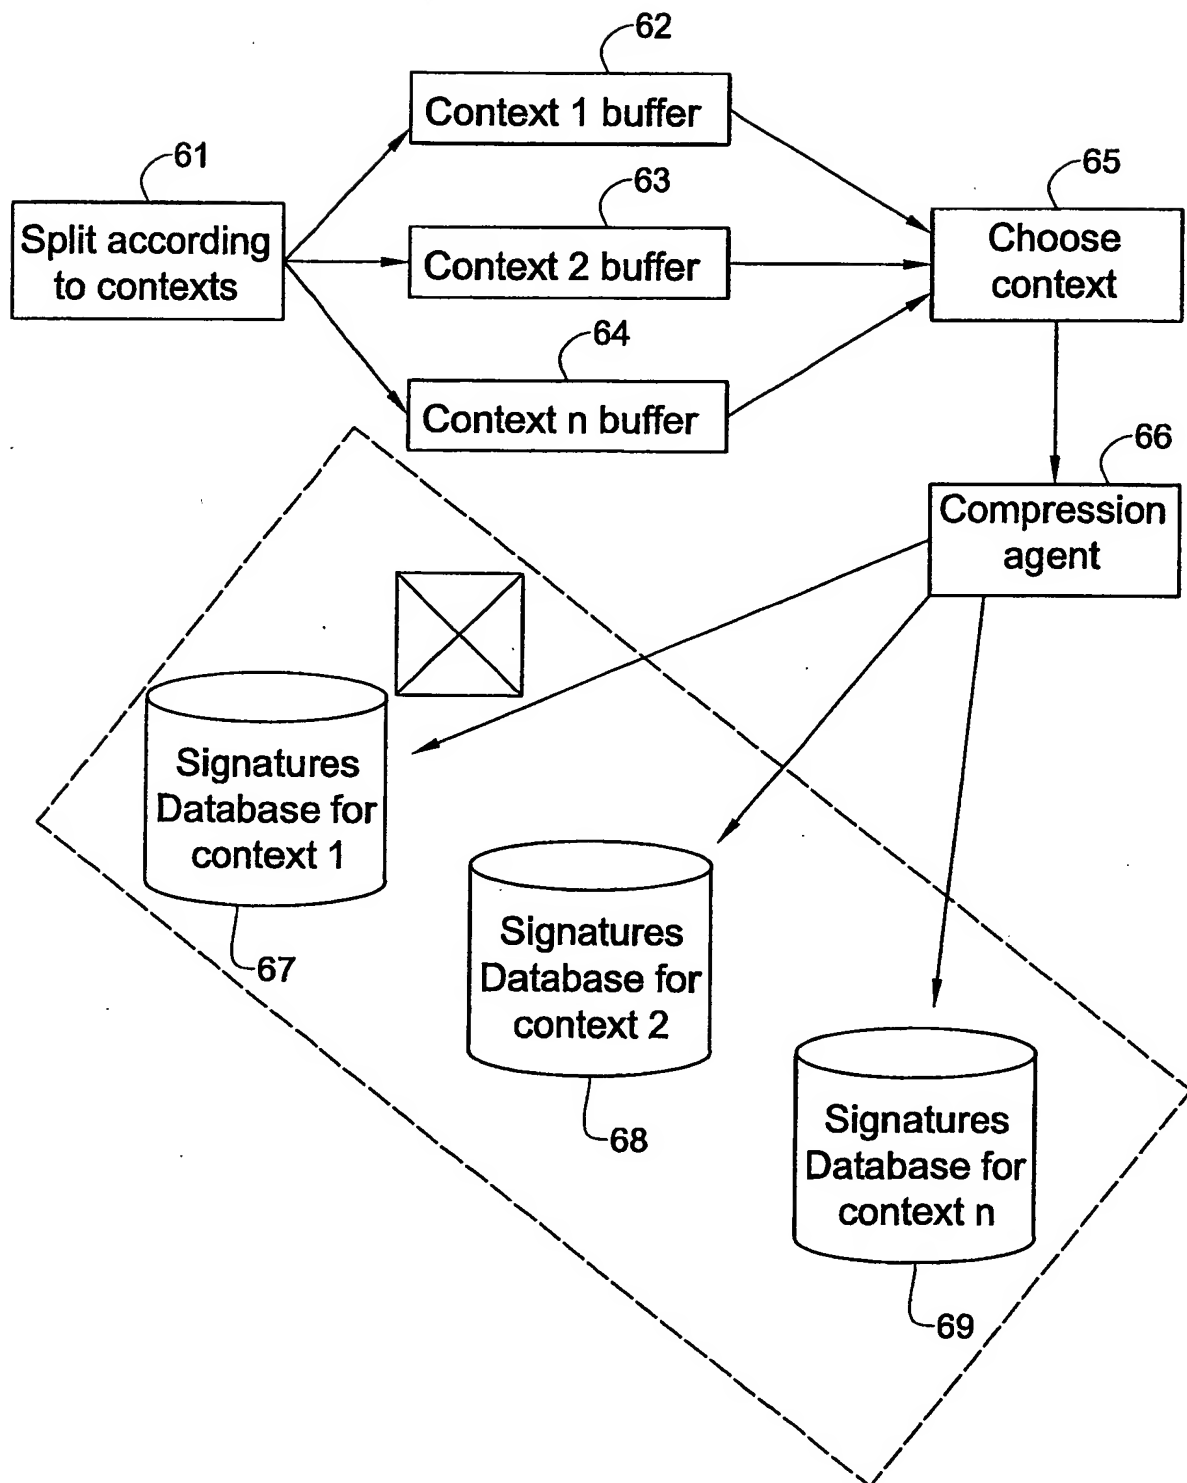 62
Context 1 buffer
61
Split according
to contexts
63
Context 2 buffer
65
Choose
context
64
Context n buffer
66
Compression
agent
Signatures
Database for
context 1
67
Signatures
Database for
context 2
68
Signatures
Database for
context n
69